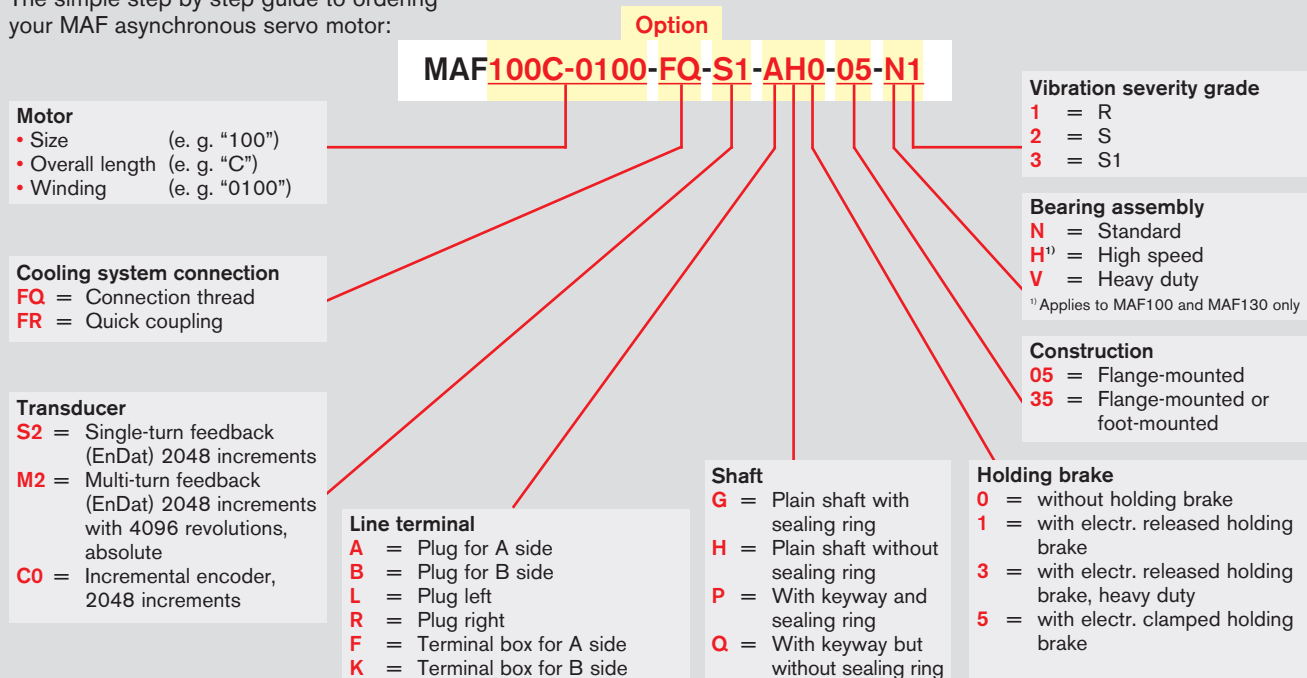 The simple step by step guide to ordering
your MAF asynchronous servo motor:
Option
MAF100C-0100-FQ-S1-AH0-05-N1
Motor
• Size (e. g. “100”)
• Overall length (e. g. “C”)
• Winding (e. g. “0100”)
Cooling system connection
FQ = Connection thread
FR = Quick coupling
Transducer
S2 = Single-turn feedback
(EnDat) 2048 increments
M2 = Multi-turn feedback
(EnDat) 2048 increments
with 4096 revolutions,
absolute
C0 = Incremental encoder,
2048 increments
Line terminal
A = Plug for A side
B = Plug for B side
L = Plug left
R = Plug right
F = Terminal box for A side
K = Terminal box for B side
Shaft
G = Plain shaft with
sealing ring
H = Plain shaft without
sealing ring
P = With keyway and
sealing ring
Q = With keyway but
without sealing ring
Holding brake
0 = without holding brake
1 = with electr. released holding
brake
3 = with electr. released holding
brake, heavy duty
5 = with electr. clamped holding
brake
Construction
05 = Flange-mounted
35 = Flange-mounted or
foot-mounted
Bearing assembly
N = Standard
H¹⁾ = High speed
V = Heavy duty
¹⁾ Applies to MAF100 and MAF130 only
Vibration severity grade
1 = R
2 = S
3 = S1